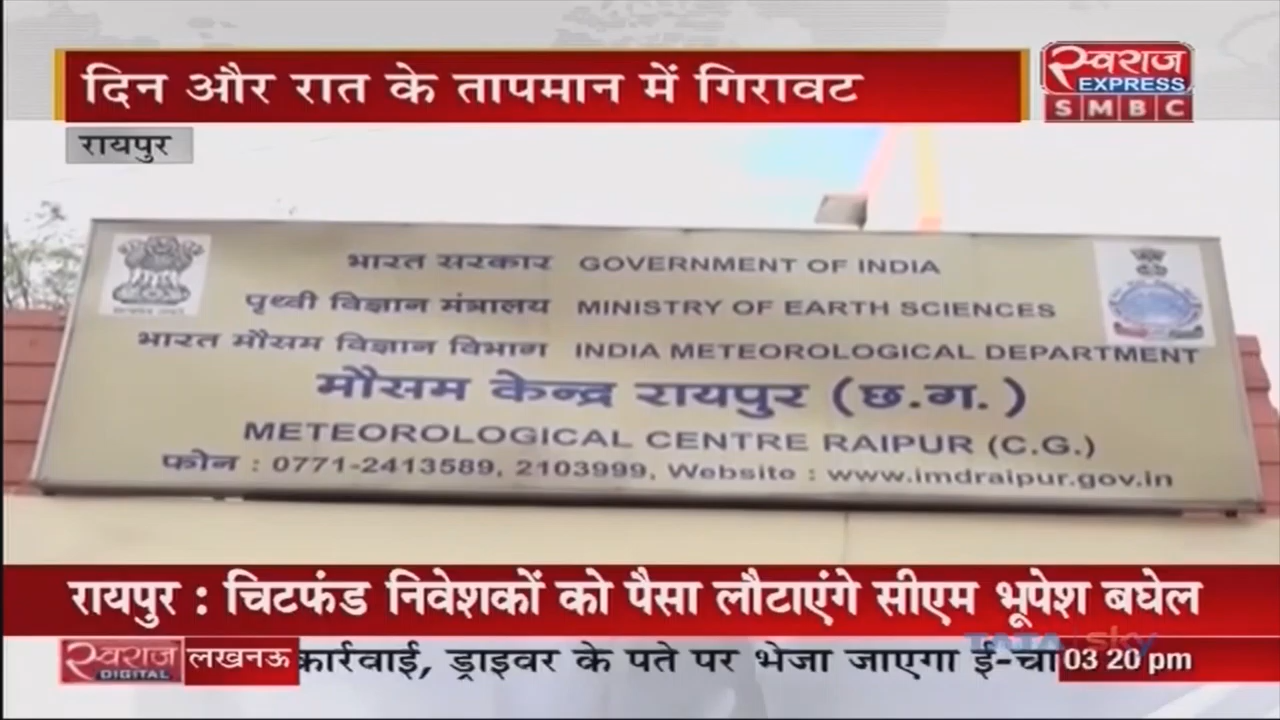 दिन और रात के तापमान में गिरावट
स्वराज
EXPRESS
SMBC
रायपुर
भारत सरकार GOVERNMENT OF INDIA
पृथ्वी विज्ञान मंत्रालय MINISTRY OF EARTH SCIENCES
भारत मौसम विज्ञान विभाग INDIA METEOROLOGICAL DEPARTMENT
मौसम केन्द्र रायपुर (छ.ग.)
METEOROLOGICAL CENTRE RAIPUR (C.G.)
फोन : 0771-2413589, 2103999, Website : www.imdraipur.gov.in
रायपुर : चिटफंड निवेशकों को पैसा लौटाएंगे सीएम भूपेश बघेल
TATA sky
स्वराज
DIGITAL
लखनऊ कार्रवाई, ड्राइवर के पते पर भेजा जाएगा ई-चा 03 20 pm